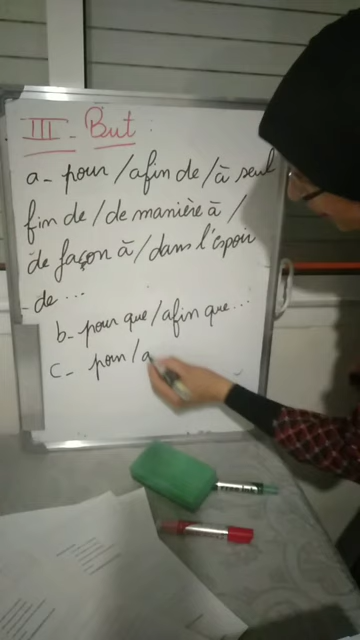 III - But :
a - pour / afin de / à seul
fin de / de manière à /
de façon à / dans l'espoir
de ...
b - pour que / afin que ...
c - pour / a